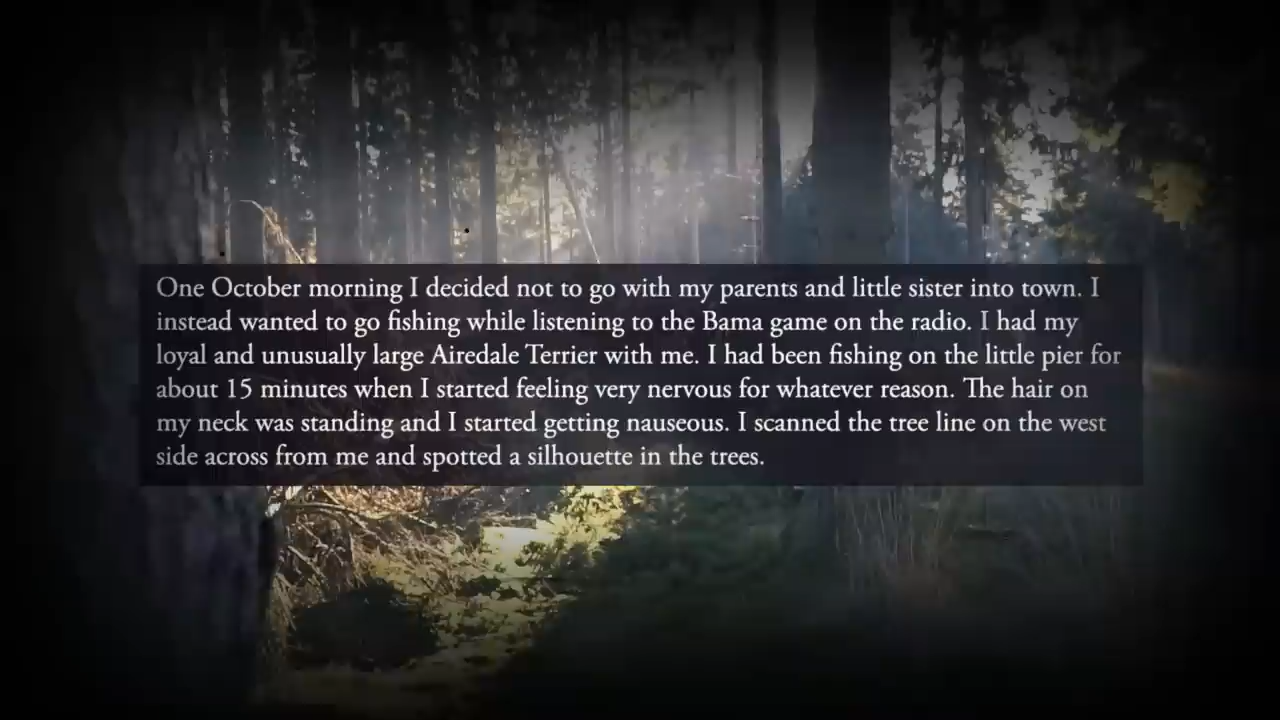 One October morning I decided not to go with my parents and little sister into town. I
instead wanted to go fishing while listening to the Bama game on the radio. I had my
loyal and unusually large Airedale Terrier with me. I had been fishing on the little pier for
about 15 minutes when I started feeling very nervous for whatever reason. The hair on
my neck was standing and I started getting nauseous. I scanned the tree line on the west
side across from me and spotted a silhouette in the trees.